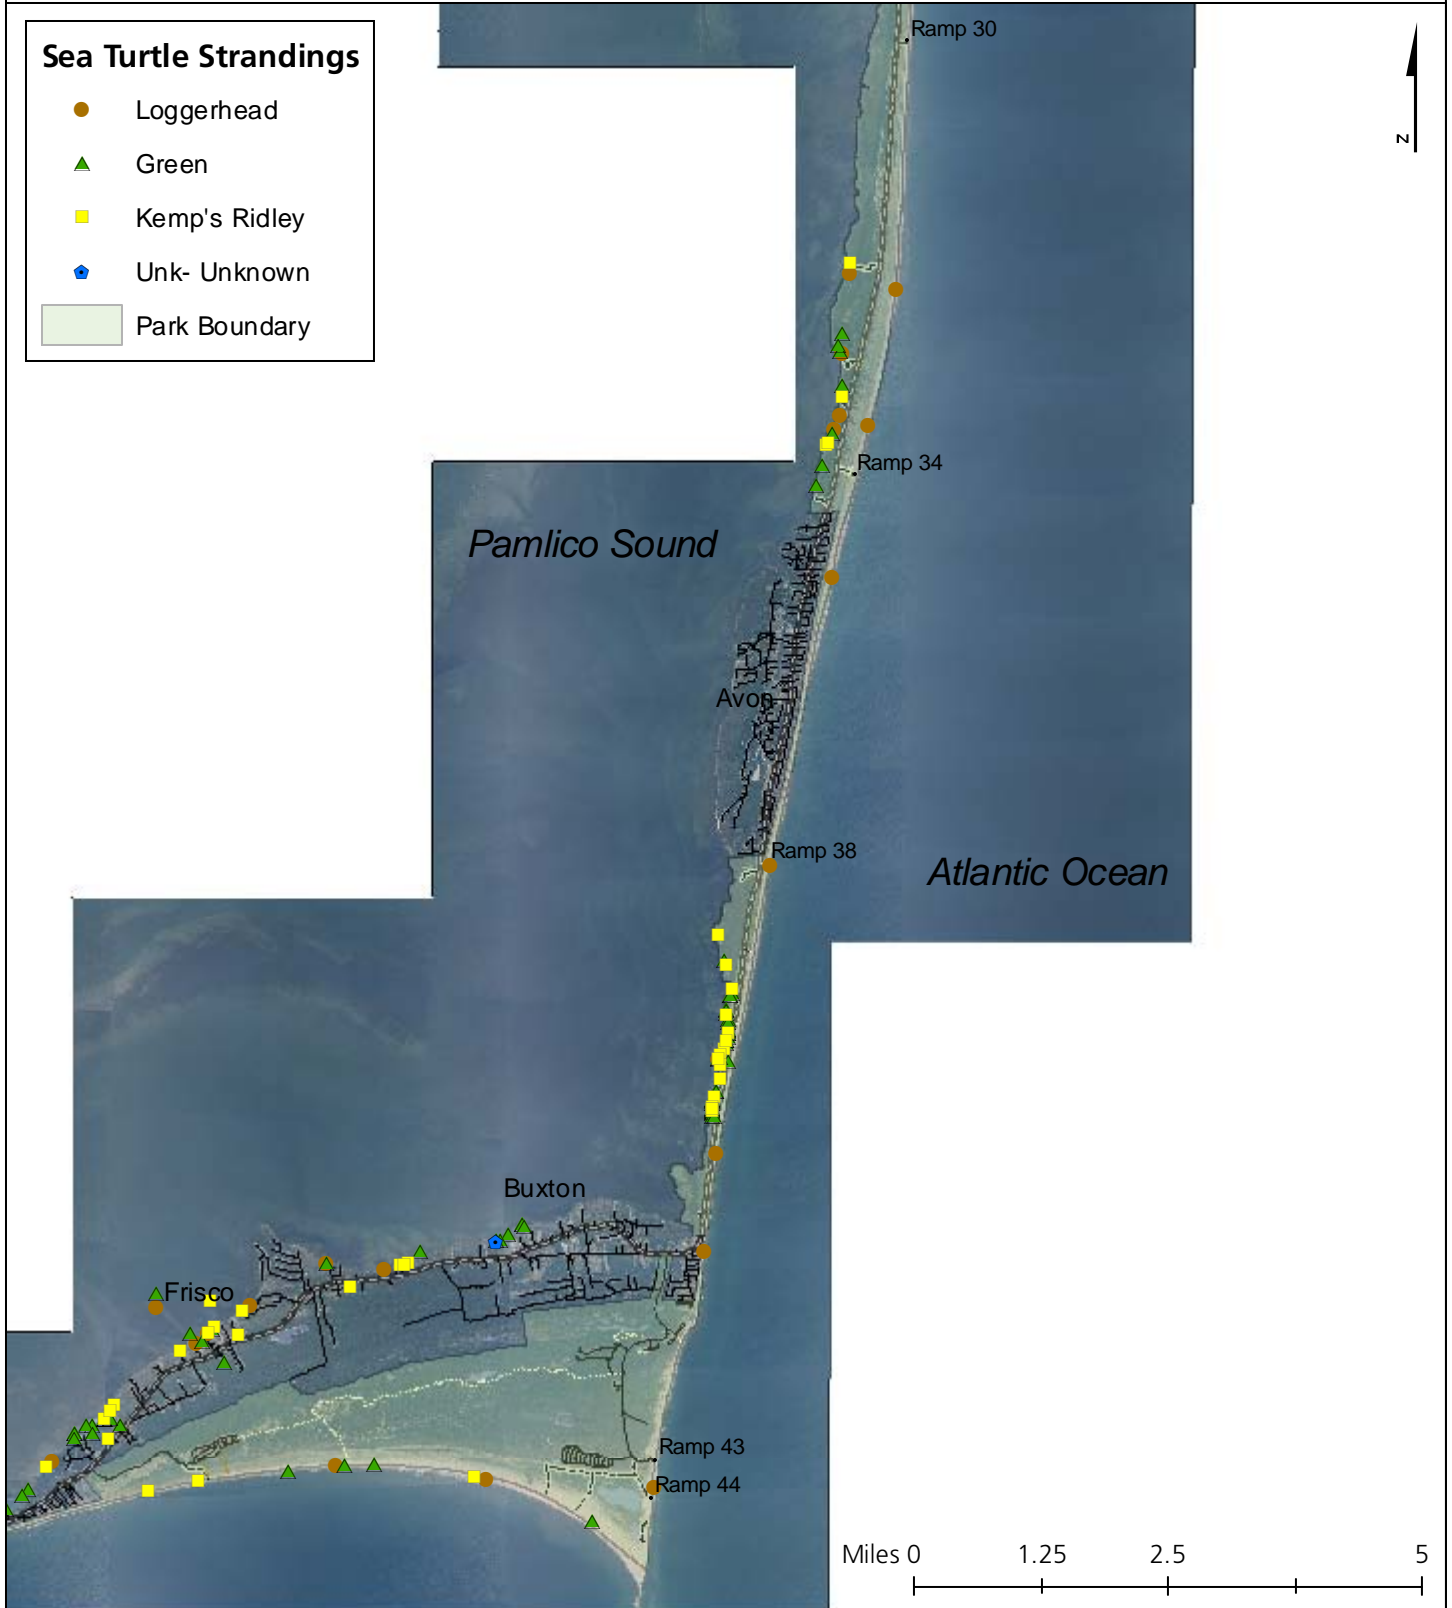 Sea Turtle Strandings
Loggerhead
Green
Kemp's Ridley
Unk- Unknown
Park Boundary
Ramp 30
N
Ramp 34
Pamlico Sound
Avon
Ramp 38
Atlantic Ocean
Buxton
Frisco
Ramp 43
Ramp 44
Miles 0 1.25 2.5 5